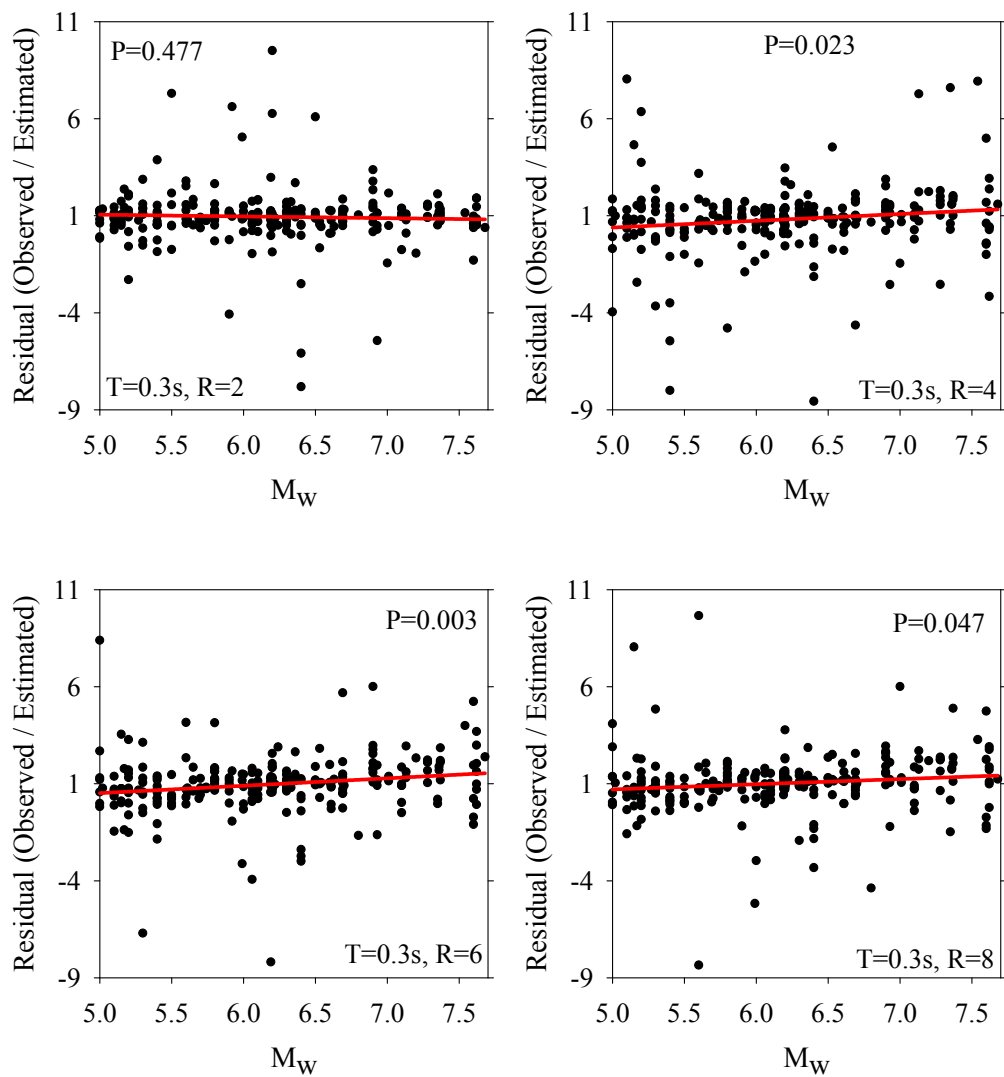 11
P=0.477
6
1
-4
-9
T=0.3s, R=2
5.0 5.5 6.0 6.5 7.0 7.5
Residual (Observed / Estimated)
MW
11
P=0.023
6
1
-4
-9
T=0.3s, R=4
5.0 5.5 6.0 6.5 7.0 7.5
Residual (Observed / Estimated)
MW
11
P=0.003
6
1
-4
-9
T=0.3s, R=6
5.0 5.5 6.0 6.5 7.0 7.5
Residual (Observed / Estimated)
MW
11
P=0.047
6
1
-4
-9
T=0.3s, R=8
5.0 5.5 6.0 6.5 7.0 7.5
Residual (Observed / Estimated)
MW